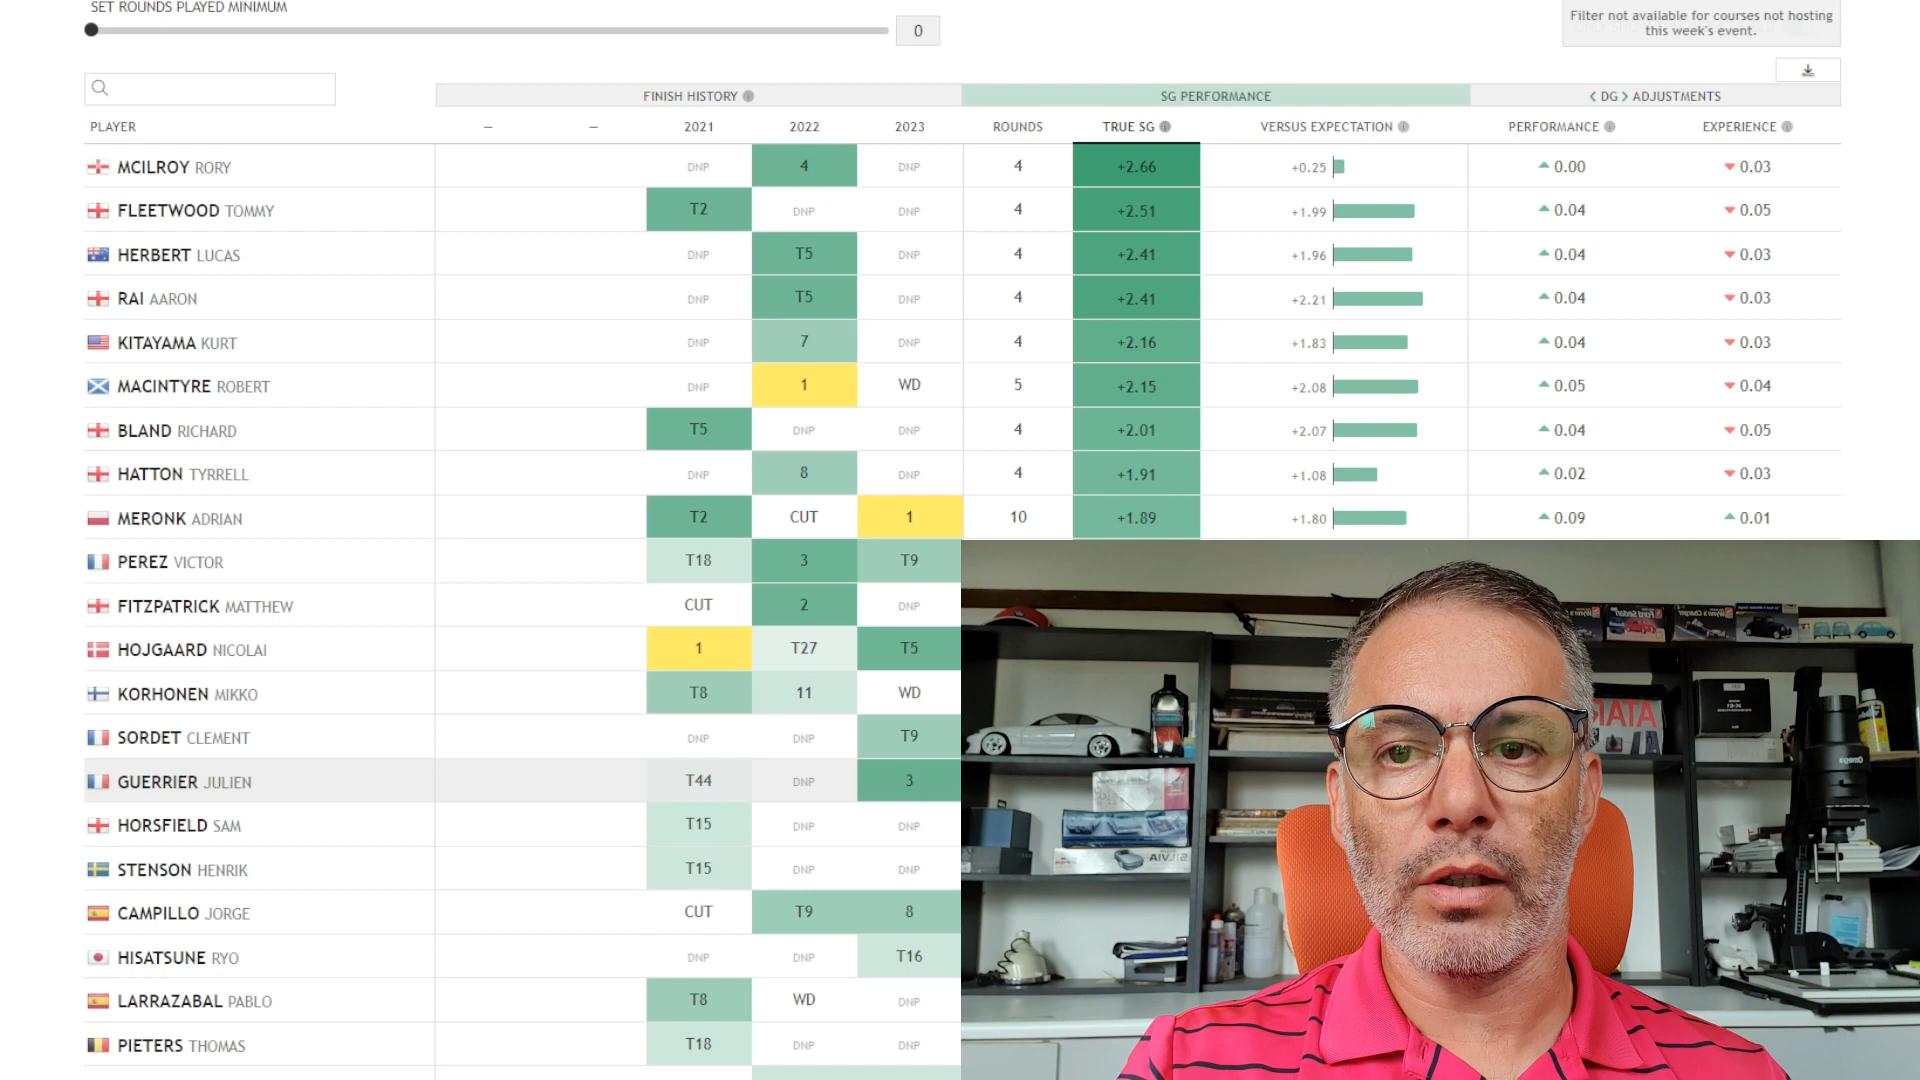 SET ROUNDS PLAYED MINIMUM
0
Filter not available for courses not hosting
this week's event.
FINISH HISTORY SG PERFORMANCE < DG > ADJUSTMENTS
PLAYER — — 2021 2022 2023 ROUNDS TRUE SG VERSUS EXPECTATION PERFORMANCE EXPERIENCE
MCILROY RORY DNP 4 DNP 4 +2.66 +0.25 0.00 0.03
FLEETWOOD TOMMY T2 DNP DNP 4 +2.51 +1.99 0.04 0.05
HERBERT LUCAS DNP T5 DNP 4 +2.41 +1.96 0.04 0.03
RAI AARON DNP T5 DNP 4 +2.41 +2.21 0.04 0.03
KITAYAMA KURT DNP 7 DNP 4 +2.16 +1.83 0.04 0.03
MACINTYRE ROBERT DNP 1 WD 5 +2.15 +2.08 0.05 0.04
BLAND RICHARD T5 DNP DNP 4 +2.01 +2.07 0.04 0.05
HATTON TYRRELL DNP 8 DNP 4 +1.91 +1.08 0.02 0.03
MERONK ADRIAN T2 CUT 1 10 +1.89 +1.80 0.09 0.01
PEREZ VICTOR T18 3 T9
FITZPATRICK MATTHEW CUT 2 DNP
HOJGAARD NICOLAI 1 T27 T5
KORHONEN MIKKO T8 11 WD
SORDET CLEMENT DNP DNP T9
GUERRIER JULIEN T44 DNP 3
HORSFIELD SAM T15 DNP DNP
STENSON HENRIK T15 DNP DNP
CAMPILLO JORGE CUT T9 8
HISATSUNE RYO DNP DNP T16
LARRAZABAL PABLO T8 WD DNP
PIETERS THOMAS T18 DNP DNP
ATARI
SILVIA
Omega